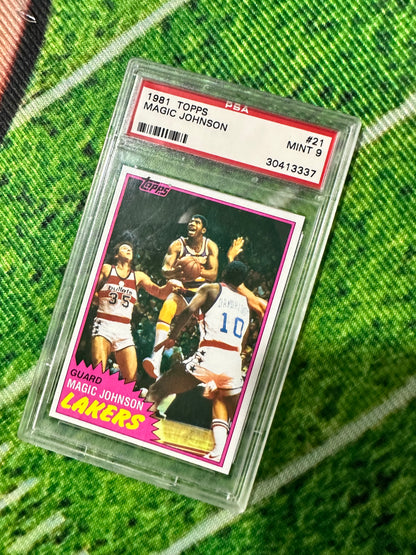 1981 TOPPS
MAGIC JOHNSON
PSA
#21
MINT 9
30413337
TOPPS
bullets
35
10
GUARD
MAGIC JOHNSON
LAKERS